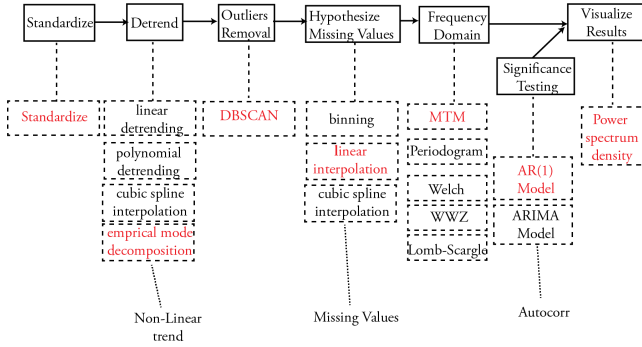 Standardize
Detrend
Outliers
Removal
Hypothesize
Missing Values
Frequency
Domain
Visualize
Results
Significance
Testing
Standardize
linear
detrending
polynomial
detrending
cubic spline
interpolation
emprical mode
decomposition
DBSCAN
binning
linear
interpolation
cubic spline
interpolation
MTM
Periodogram
Welch
WWZ
Lomb-Scargle
AR(1)
Model
ARIMA
Model
Power
spectrum
density
Non-Linear
trend
Missing Values
Autocorr